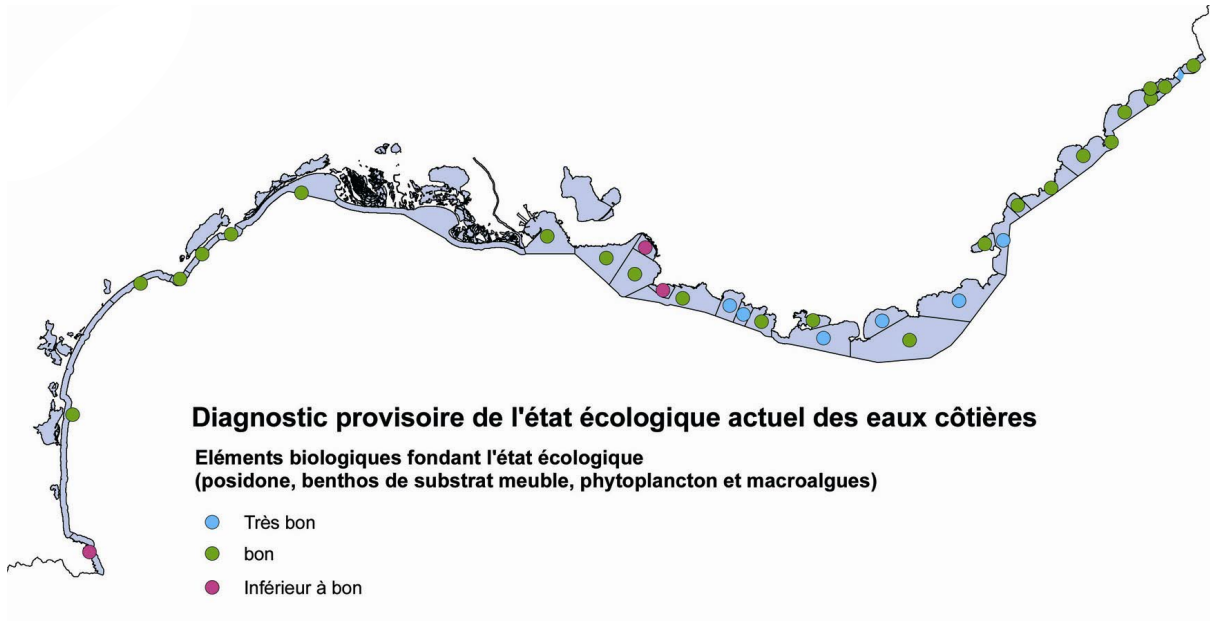 Diagnostic provisoire de l'état écologique actuel des eaux côtières
Eléments biologiques fondant l'état écologique
(posidone, benthos de substrat meuble, phytoplancton et macroalgues)
Très bon
bon
Inférieur à bon